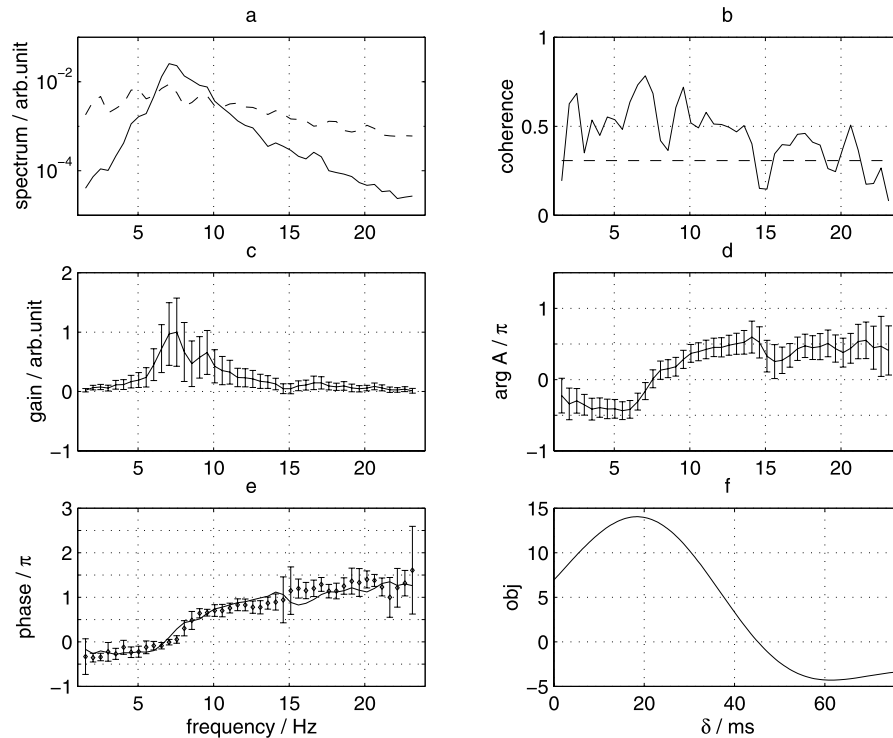 a
spectrum / arb.unit
10⁻²
10⁻⁴
5 10 15 20
b
coherence
1
0.5
0
5 10 15 20
c
gain / arb.unit
2
1
0
−1
5 10 15 20
d
arg A / π
1
0
−1
5 10 15 20
e
phase / π
3
2
1
0
−1
5 10 15 20
frequency / Hz
f
obj
15
10
5
0
−5
0 20 40 60
δ / ms